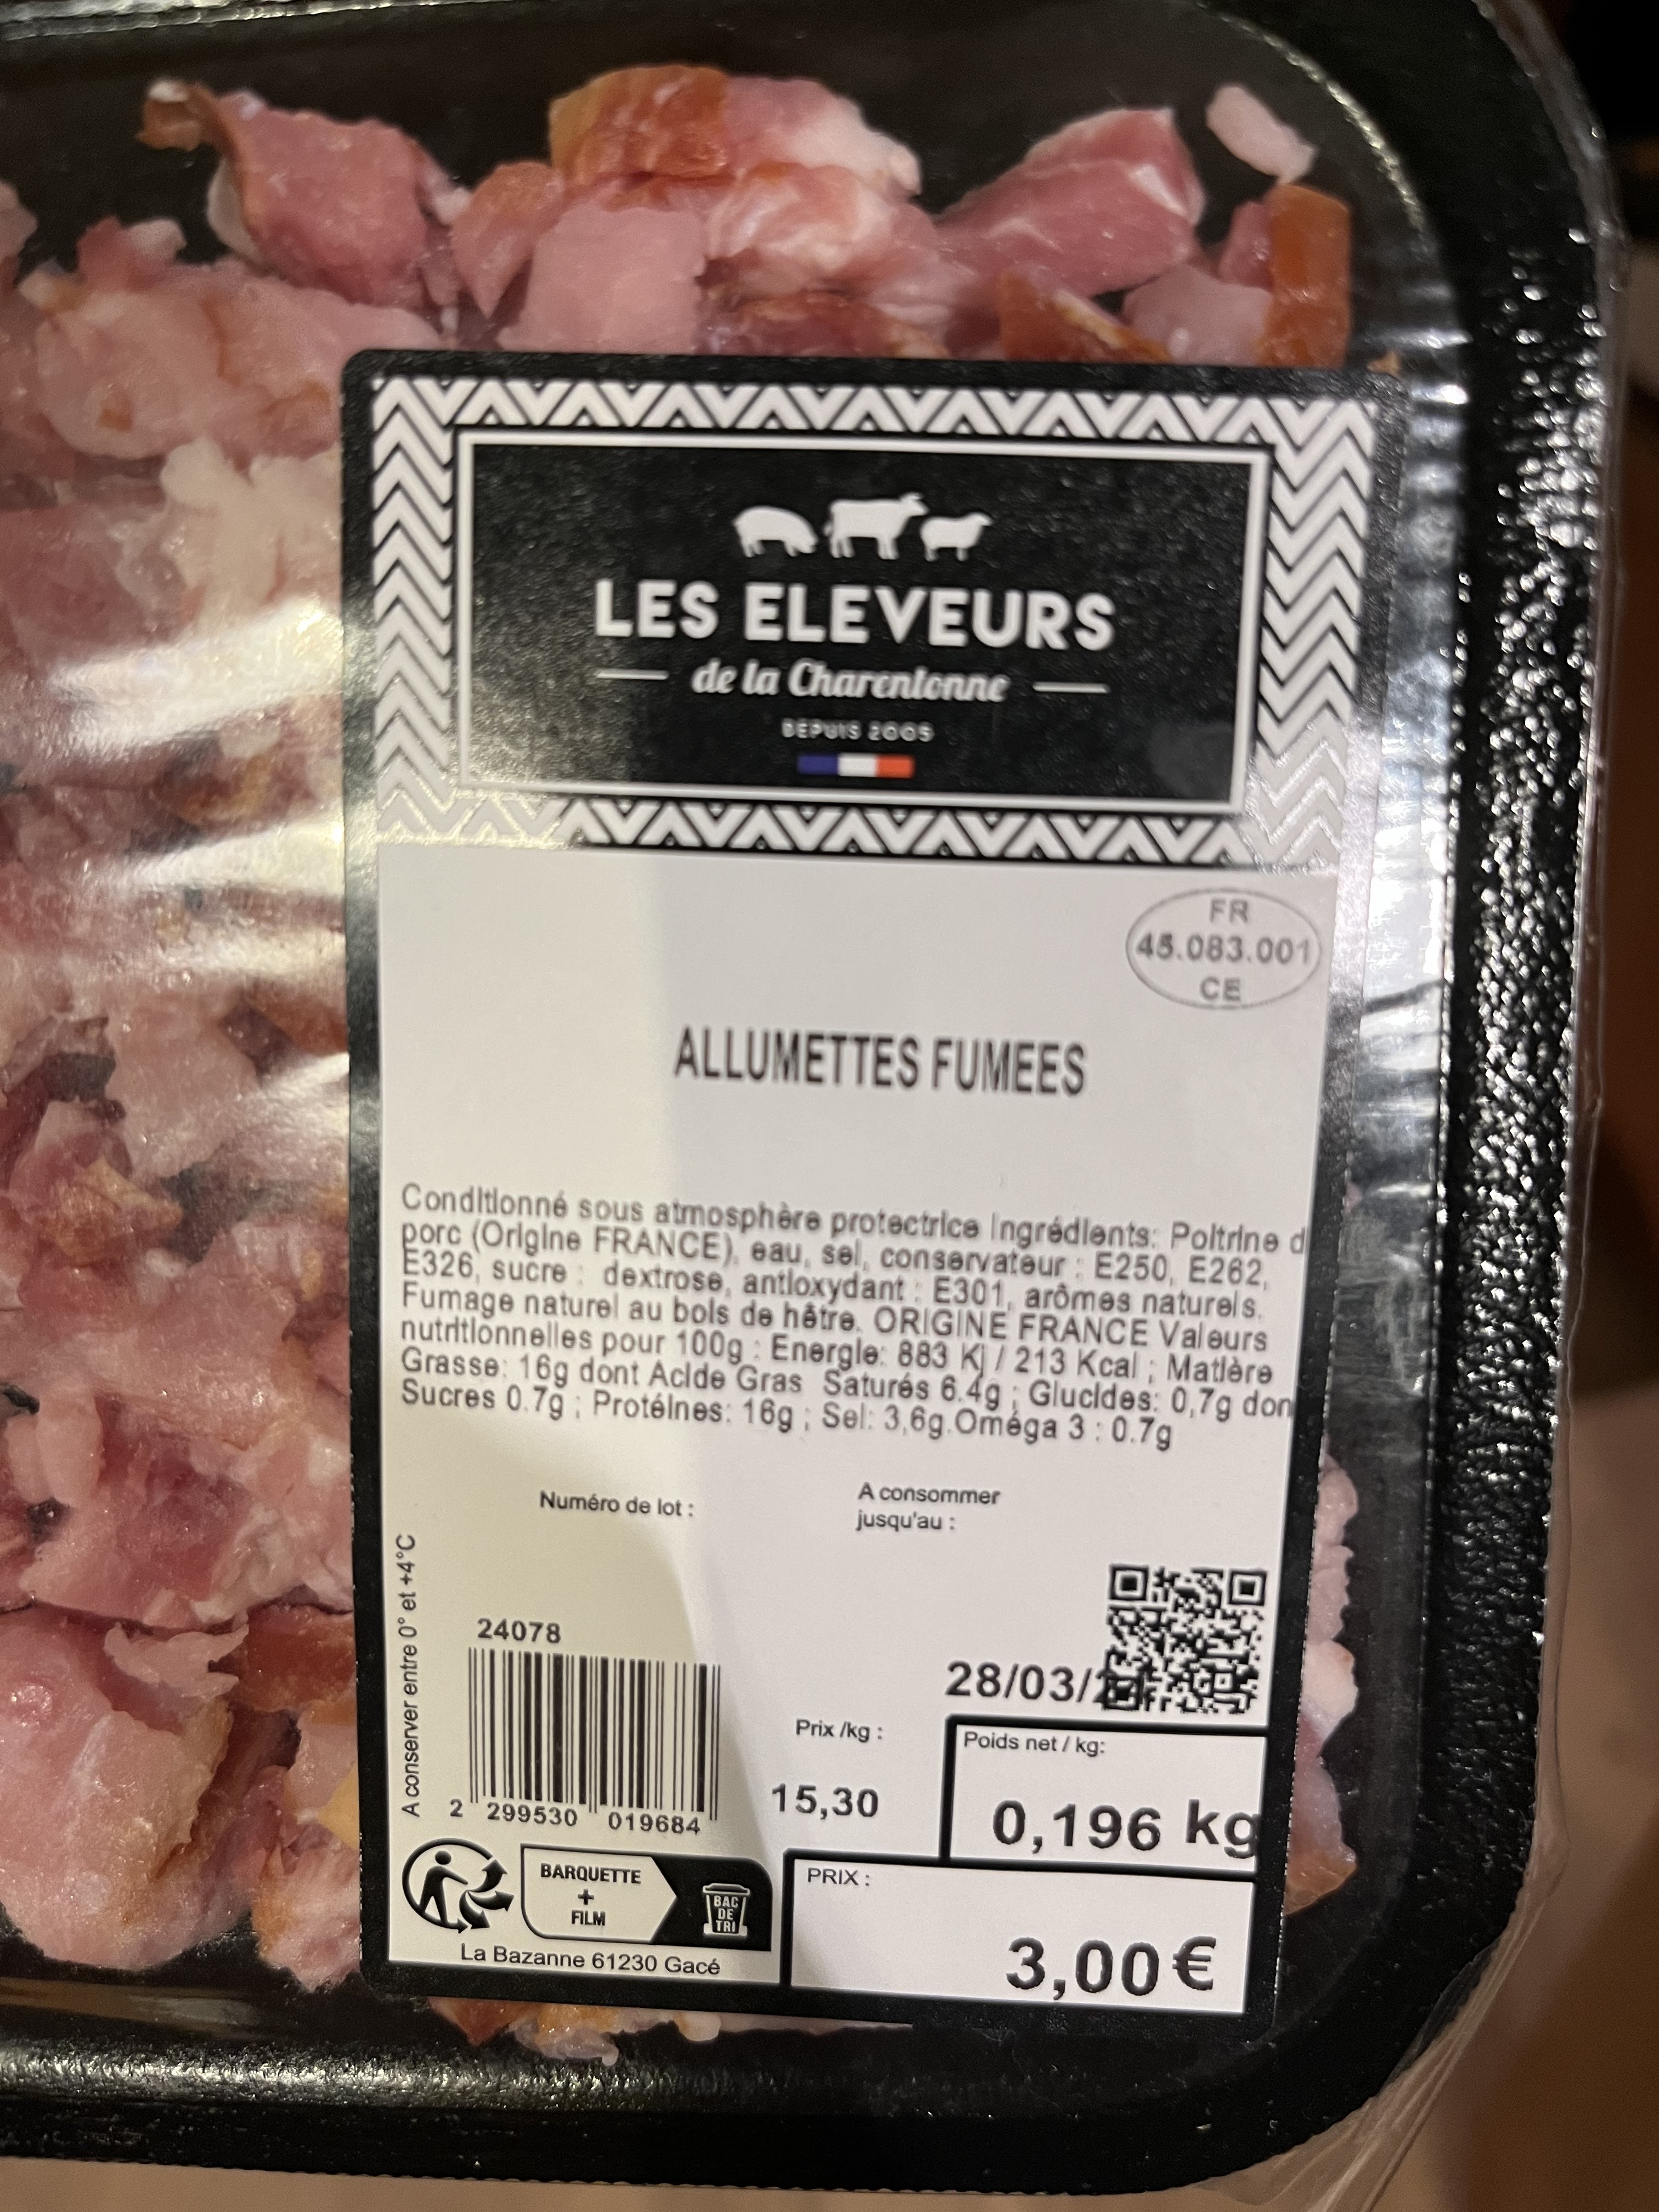 LES ELEVEURS
de la Charentonne
DEPUIS 2005
FR
45.083.001
CE
ALLUMETTES FUMEES
Conditionné sous atmosphère protectrice Ingrédients: Poitrine d
porc (Origine FRANCE), eau, sel, conservateur : E250, E262,
E326, sucre : dextrose, antioxydant : E301, arômes naturels.
Fumage naturel au bois de hêtre. ORIGINE FRANCE Valeurs
nutritionnelles pour 100g : Energie: 883 Kj / 213 Kcal ; Matière
Grasse: 16g dont Acide Gras Saturés 6.4g ; Glucides: 0,7g don
Sucres 0.7g ; Protéines: 16g ; Sel: 3,6g.Oméga 3 : 0.7g
Numéro de lot :
A consommer
jusqu'au :
A conserver entre 0° et +4°C
24078
28/03/
2 299530 019684
Prix /kg :
15,30
Poids net / kg:
0,196 kg
BARQUETTE
+
FILM
BAC
DE
TRI
PRIX :
3,00€
La Bazanne 61230 Gacé